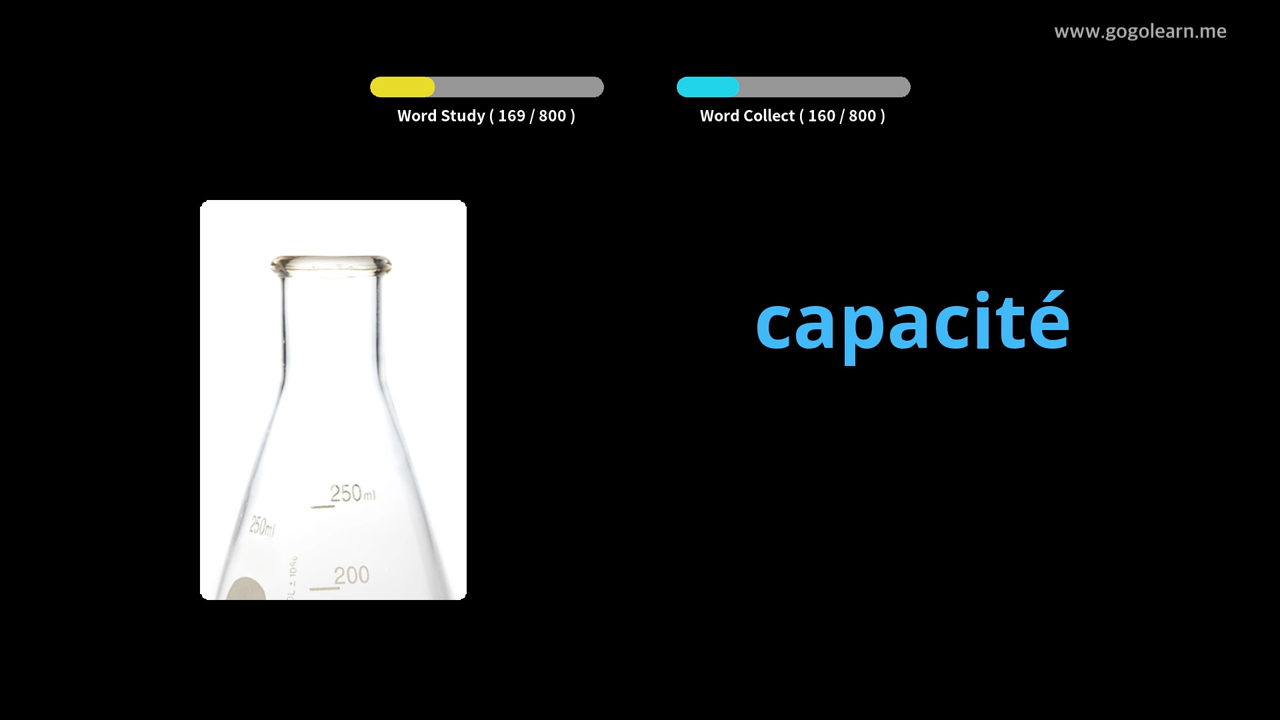 www.gogolearn.me
Word Study ( 169 / 800 )
Word Collect ( 160 / 800 )
capacité
250ml
250ml
200